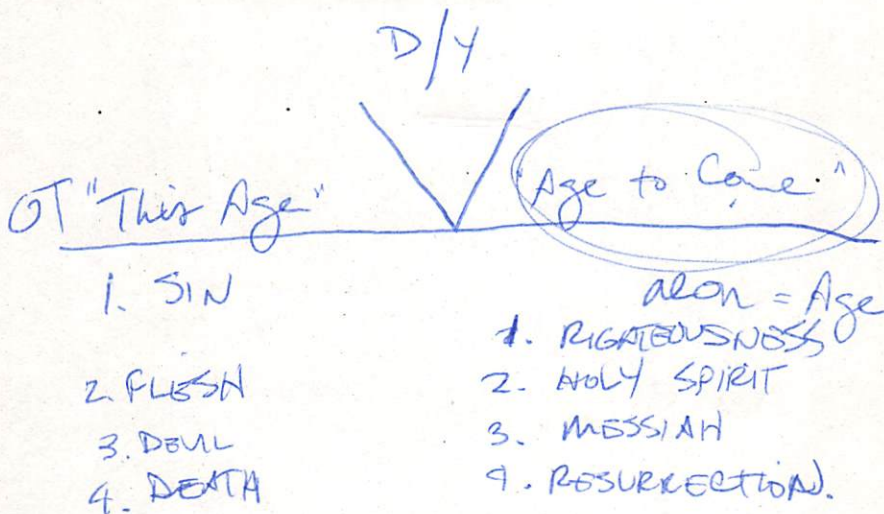 D/Y
OT "This Age"
"Age to Come"
aeon = Age
1. SIN
1. RIGHTEOUSNESS
2. FLESH
2. HOLY SPIRIT
3. DEVIL
3. MESSIAH
4. DEATH
4. RESURRECTION.